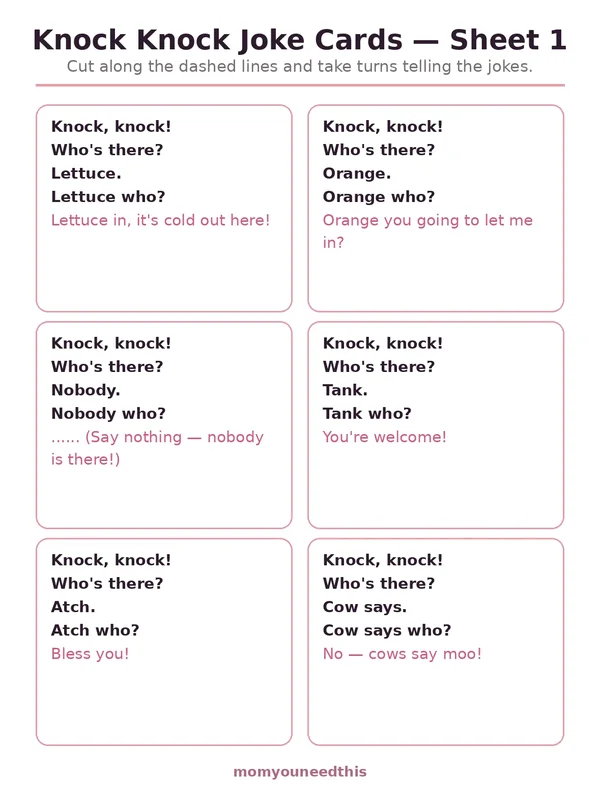 Knock Knock Joke Cards — Sheet 1
Cut along the dashed lines and take turns telling the jokes.
Knock, knock!
Who's there?
Lettuce.
Lettuce who?
Lettuce in, it's cold out here!
Knock, knock!
Who's there?
Orange.
Orange who?
Orange you going to let me
in?
Knock, knock!
Who's there?
Nobody.
Nobody who?
...... (Say nothing — nobody
is there!)
Knock, knock!
Who's there?
Tank.
Tank who?
You're welcome!
Knock, knock!
Who's there?
Atch.
Atch who?
Bless you!
Knock, knock!
Who's there?
Cow says.
Cow says who?
No — cows say moo!
momyouneedthis